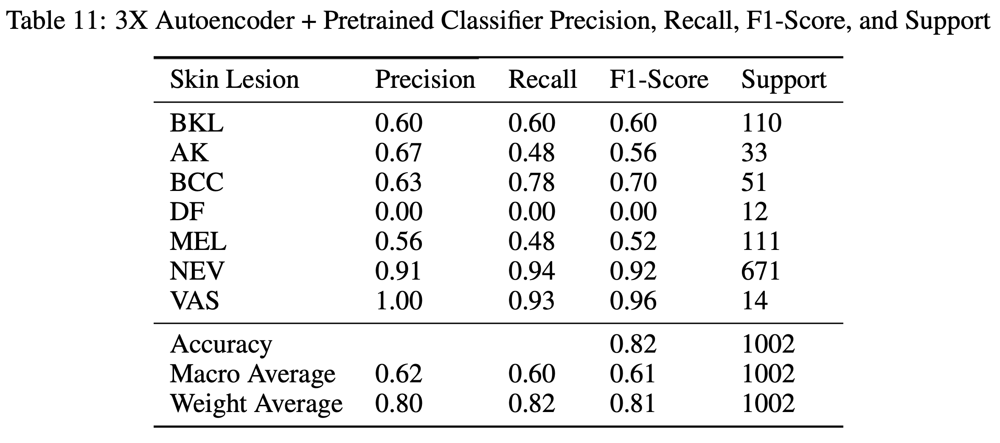 Table 11: 3X Autoencoder + Pretrained Classifier Precision, Recall, F1-Score, and Support
Skin Lesion Precision Recall F1-Score Support
BKL 0.60 0.60 0.60 110
AK 0.67 0.48 0.56 33
BCC 0.63 0.78 0.70 51
DF 0.00 0.00 0.00 12
MEL 0.56 0.48 0.52 111
NEV 0.91 0.94 0.92 671
VAS 1.00 0.93 0.96 14
Accuracy 0.82 1002
Macro Average 0.62 0.60 0.61 1002
Weight Average 0.80 0.82 0.81 1002